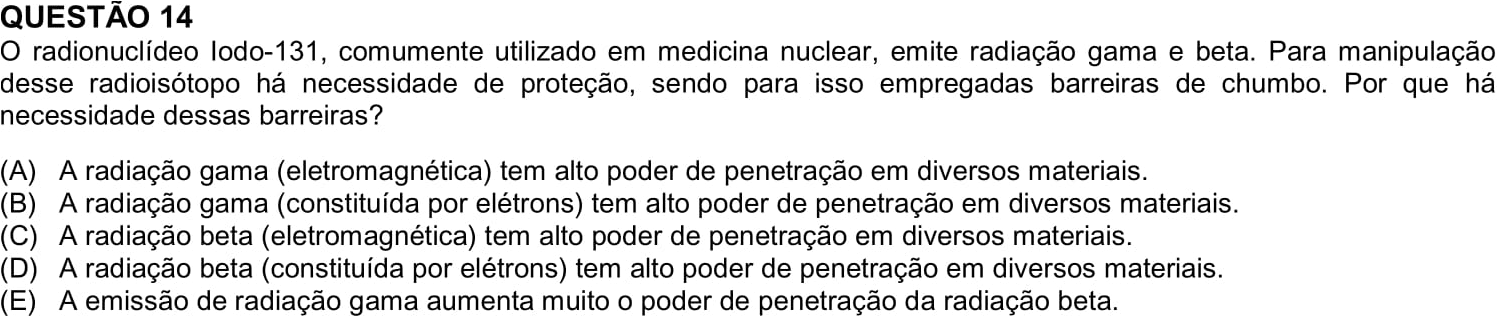 QUESTÃO 14
O radionuclídeo Iodo-131, comumente utilizado em medicina nuclear, emite radiação gama e beta. Para manipulação
desse radioisótopo há necessidade de proteção, sendo para isso empregadas barreiras de chumbo. Por que há
necessidade dessas barreiras?
(A) A radiação gama (eletromagnética) tem alto poder de penetração em diversos materiais.
(B) A radiação gama (constituída por elétrons) tem alto poder de penetração em diversos materiais.
(C) A radiação beta (eletromagnética) tem alto poder de penetração em diversos materiais.
(D) A radiação beta (constituída por elétrons) tem alto poder de penetração em diversos materiais.
(E) A emissão de radiação gama aumenta muito o poder de penetração da radiação beta.